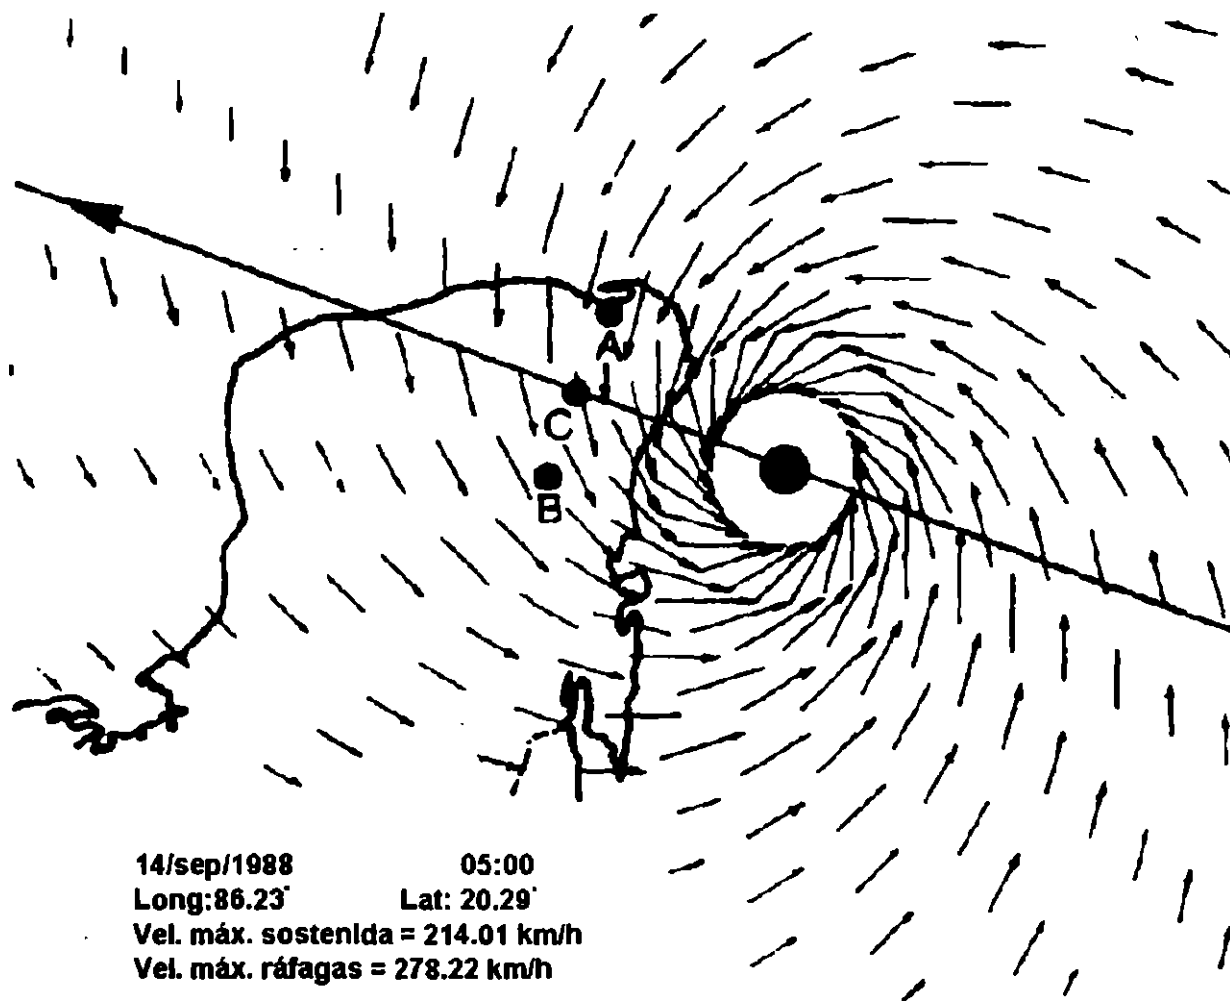 A
C
B
14/sep/1988 05:00
Long:86.23° Lat: 20.29°
Vel. máx. sostenida = 214.01 km/h
Vel. máx. ráfagas = 278.22 km/h